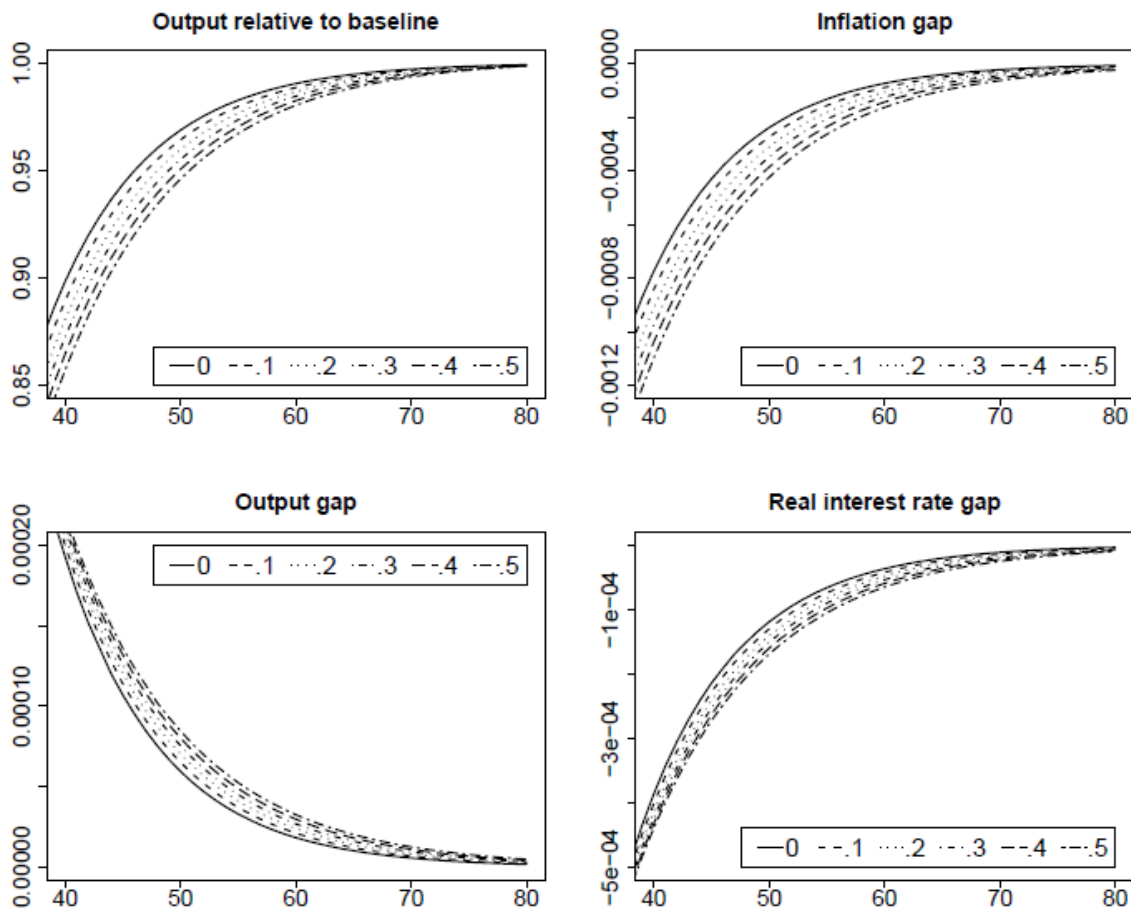 Output relative to baseline
1.00
0.95
0.90
0.85
0 .1 .2 .3 .4 .5
40 50 60 70 80
Inflation gap
0.0000
-0.0004
-0.0008
-0.0012
0 .1 .2 .3 .4 .5
40 50 60 70 80
Output gap
0.00020
0.00010
0.00000
0 .1 .2 .3 .4 .5
40 50 60 70 80
Real interest rate gap
-1e-04
-3e-04
-5e-04
0 .1 .2 .3 .4 .5
40 50 60 70 80